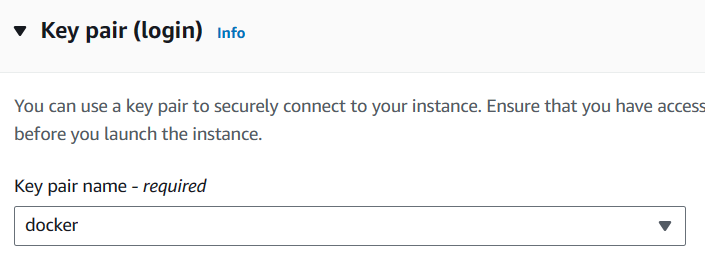 Key pair (login) Info
You can use a key pair to securely connect to your instance. Ensure that you have access
before you launch the instance.
Key pair name - required
docker